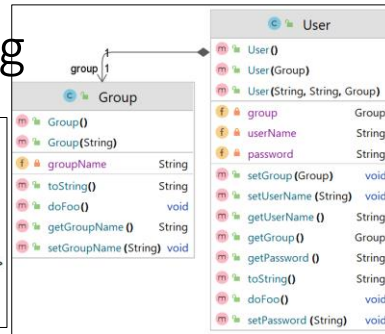 g
1
group 1
Group
Group()
Group(String)
groupName String
toString() String
doFoo() void
getGroupName() String
setGroupName(String) void
User
User()
User(Group)
User(String, String, Group)
group Group
userName String
password String
setGroup(Group) void
setUserName(String) void
getUserName() String
getGroup() Group
getPassword() String
toString() String
doFoo() void
setPassword(String) void